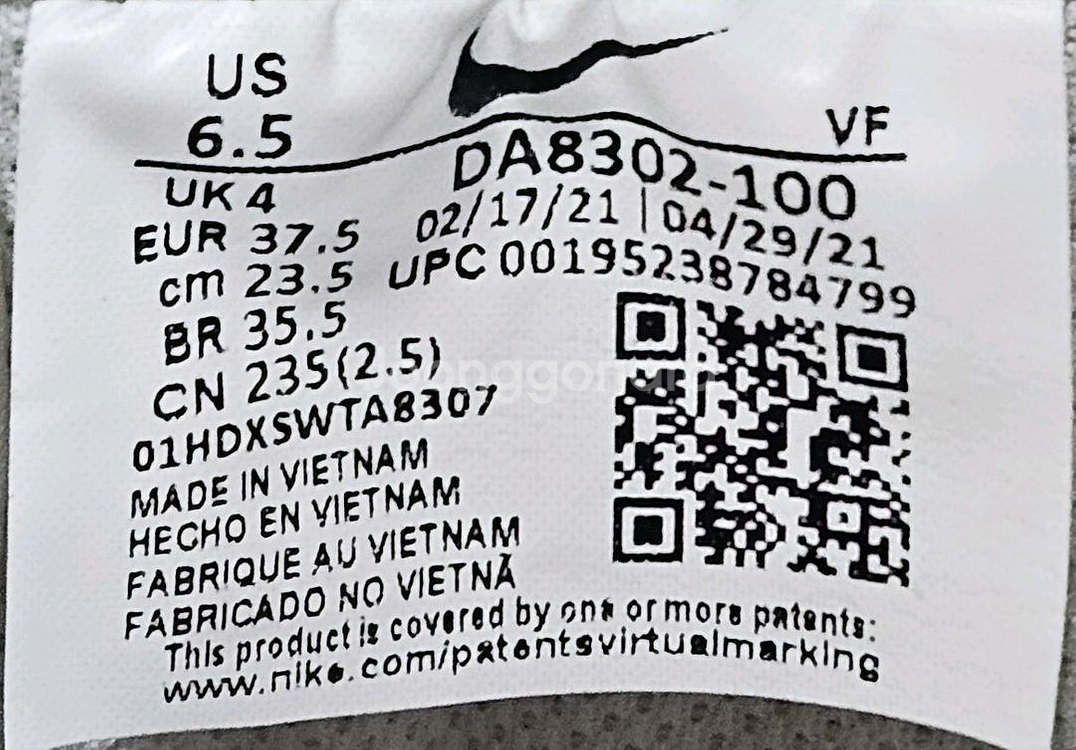 US
6.5
VF
UK 4
EUR 37.5
cm 23.5
BR 35.5
CN 235(2.5)
01HDXSWTA8307
DA8302-100
02/17/21 | 04/29/21
UPC 00195238784799
MADE IN VIETNAM
HECHO EN VIETNAM
FABRIQUE AU VIETNAM
FABRICADO NO VIETNÃ
This product is covered by one or more patents:
www.nike.com/patentsvirtualmarking